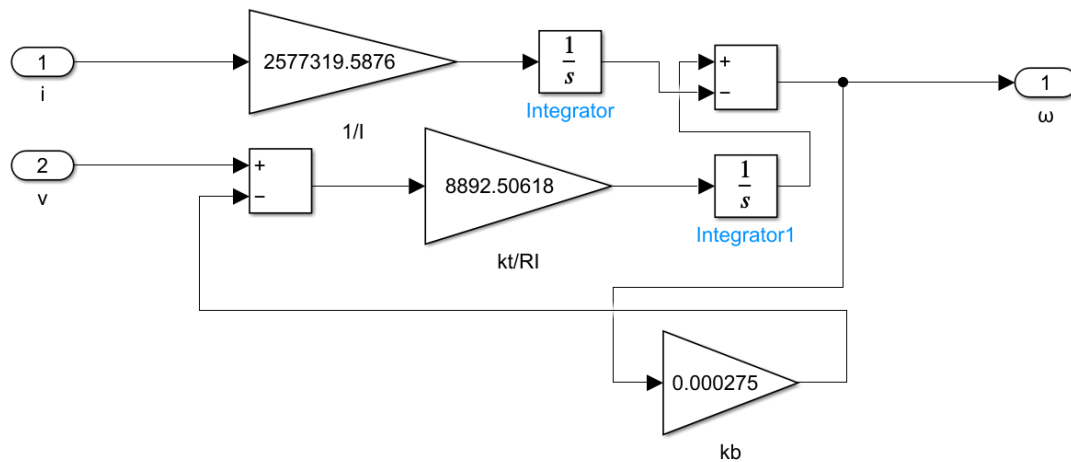 1
i
2577319.5876
1/I
1
s
Integrator
+
−
1
ω
2
v
+
−
8892.50618
kt/RI
1
s
Integrator1
0.000275
kb